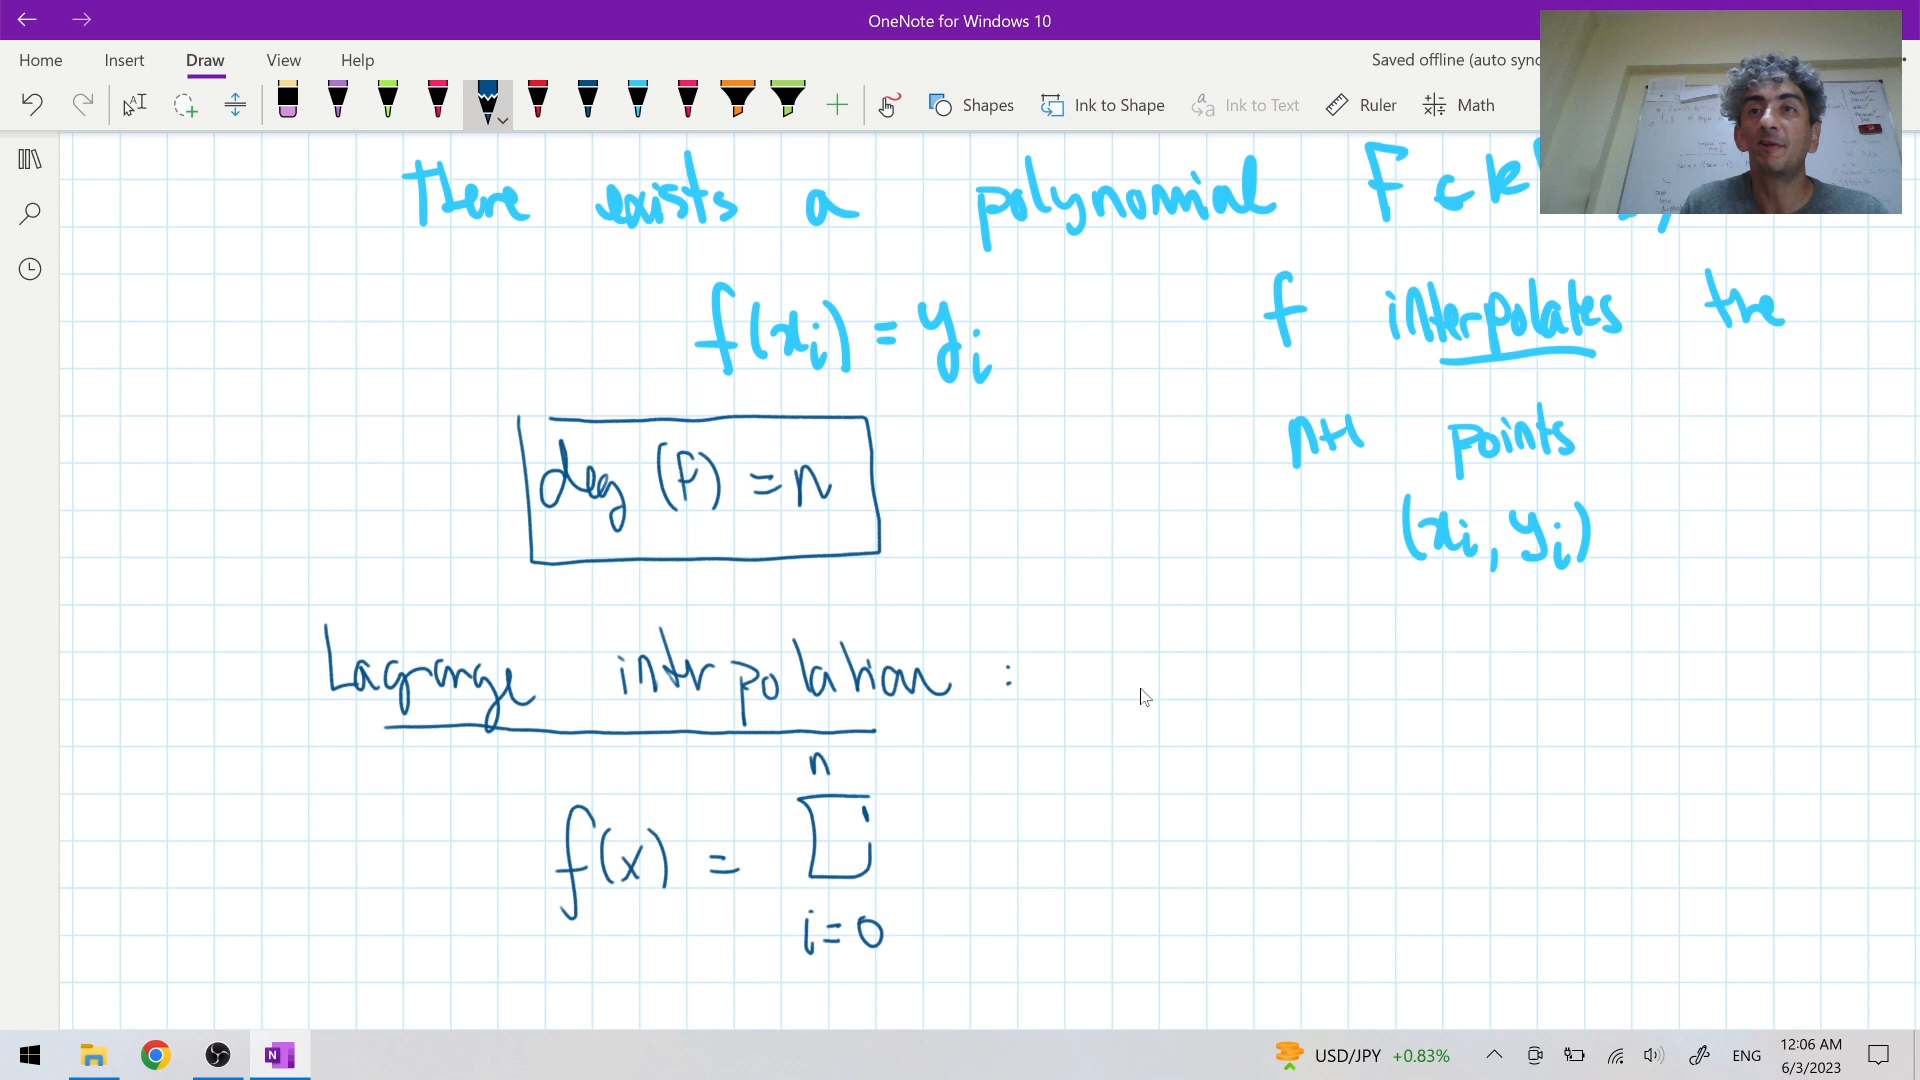 OneNote for Windows 10
Home Insert Draw View Help
Saved offline (auto sync
Shapes Ink to Shape Ink to Text Ruler Math
There exists a polynomial F ∈ k
f(xᵢ) = yᵢ
f interpolates the
n+1 points
(xᵢ, yᵢ)
deg (F) = n
Lagrange interpolation :
n
f(x) = Σ
i = 0
USD/JPY +0.83%
ENG
12:06 AM
6/3/2023